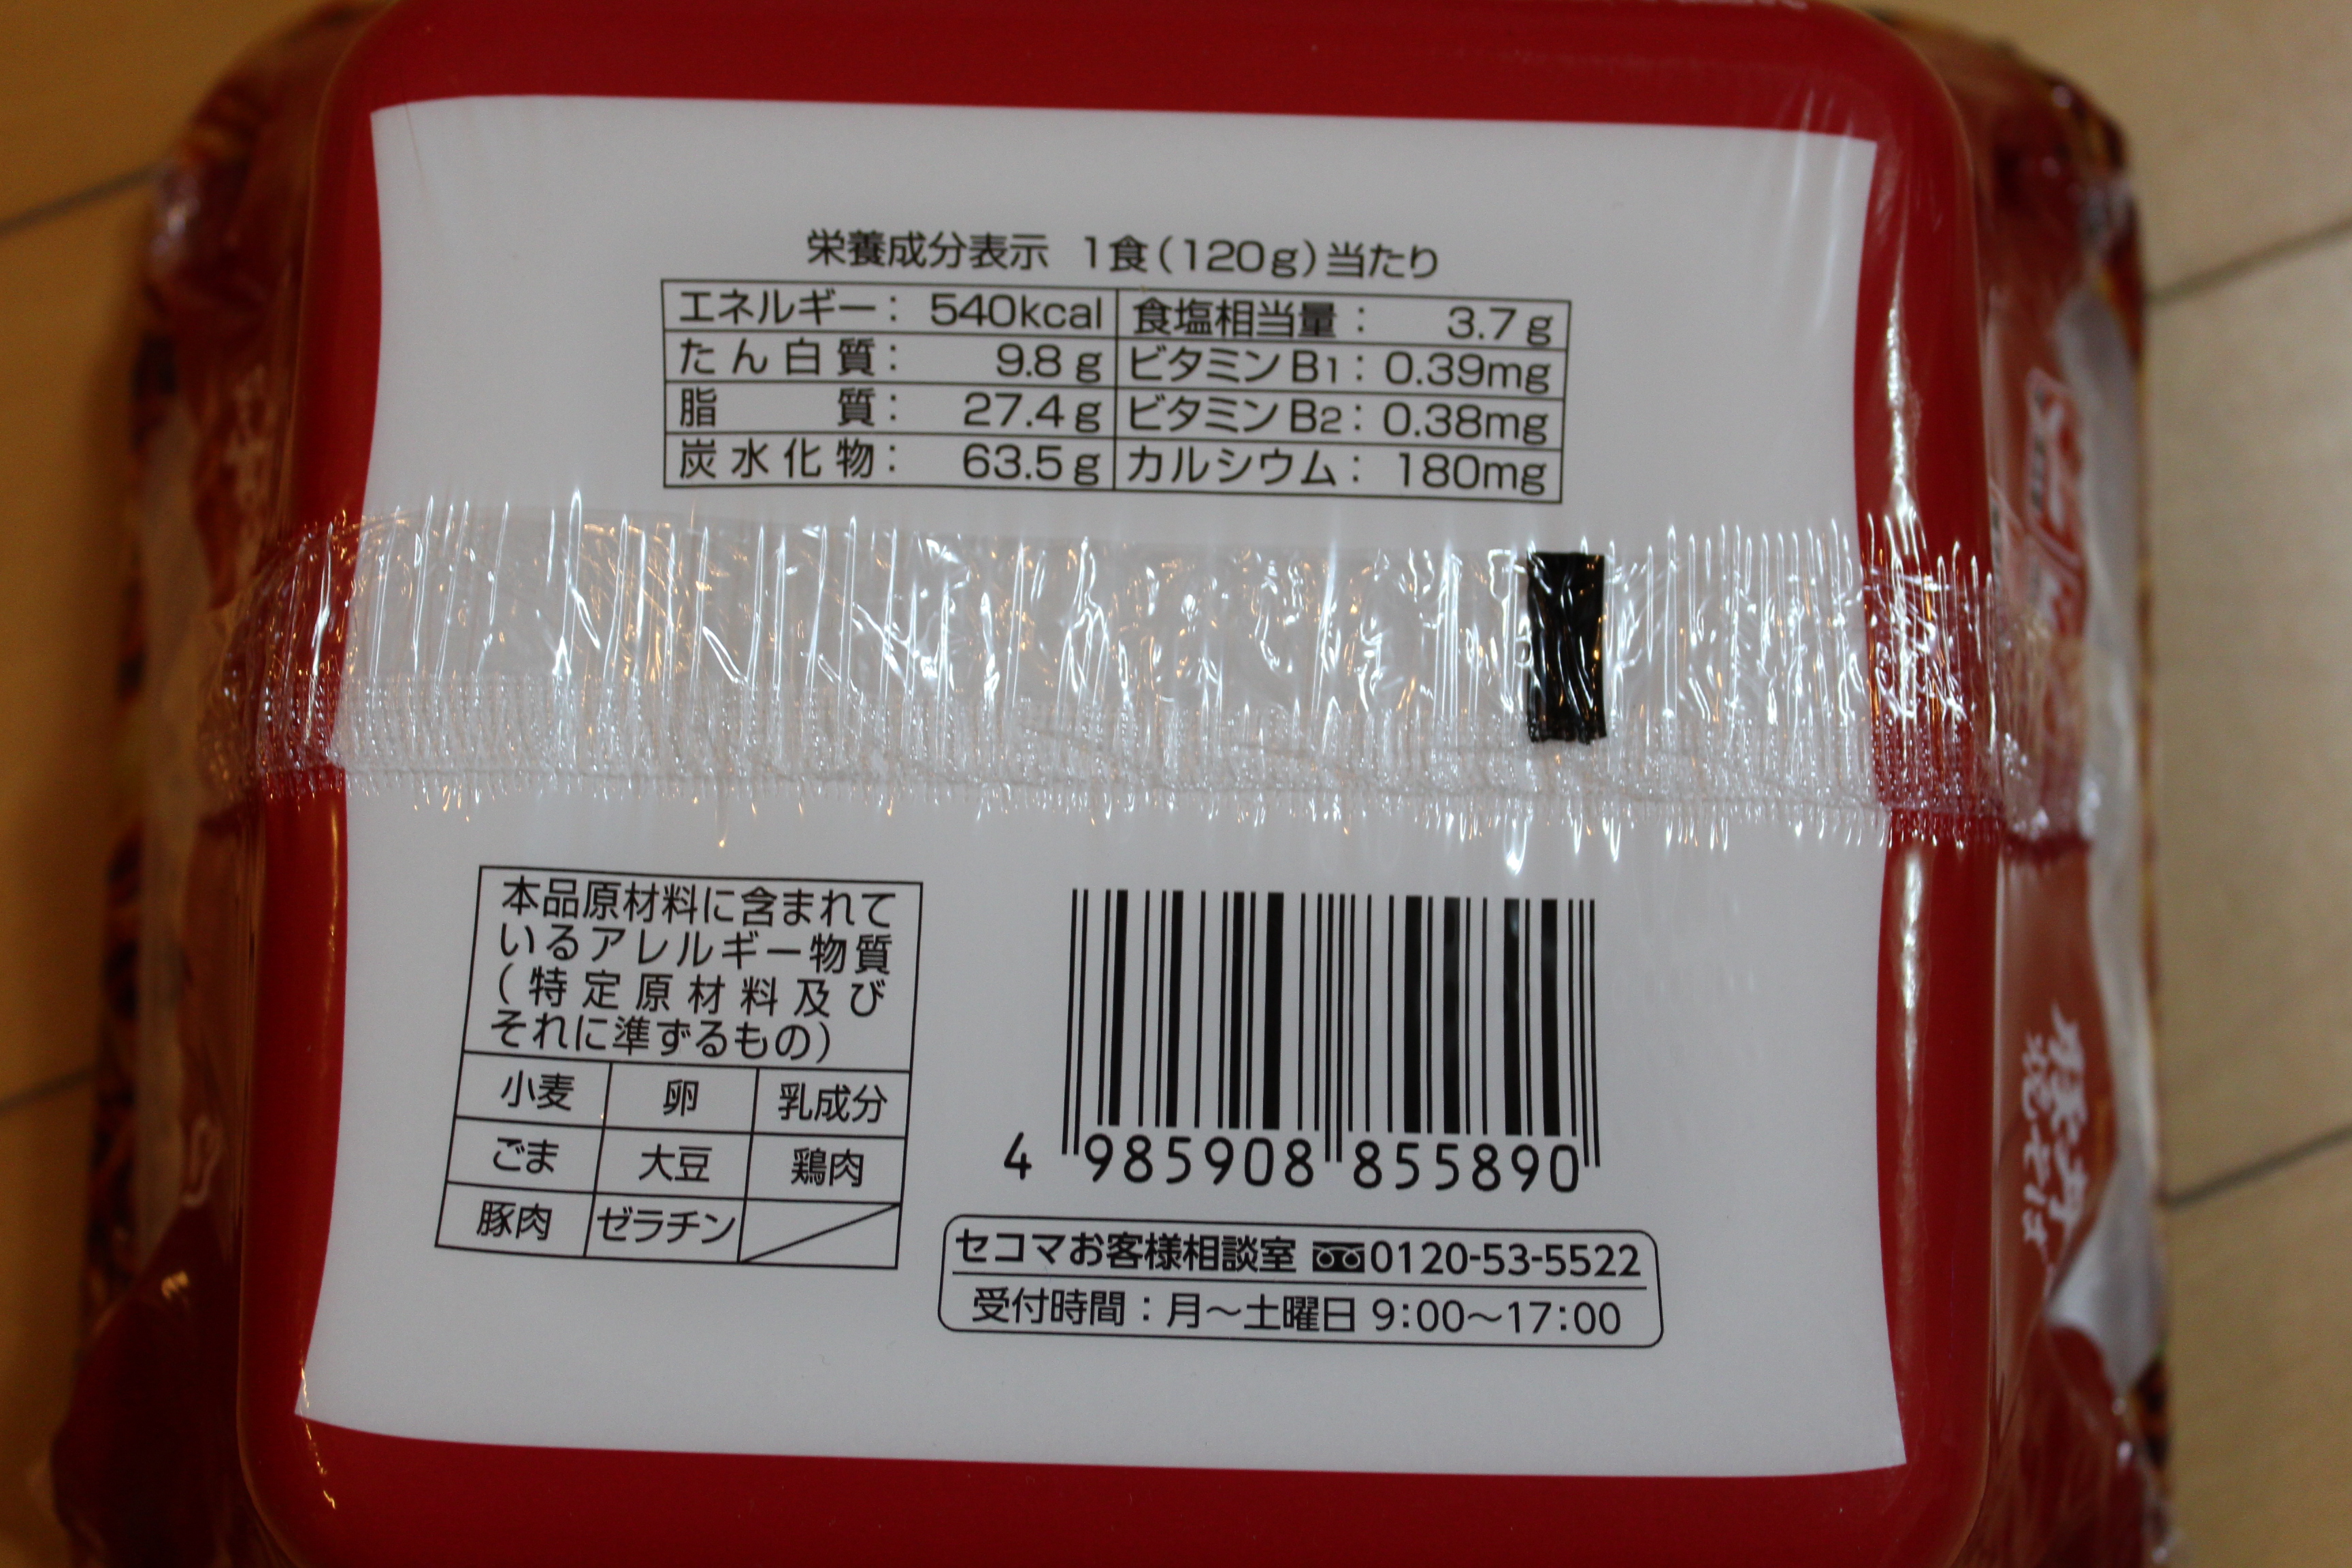 栄養成分表示 1食(120g)当たり
エネルギー: 540kcal 食塩相当量: 3.7g
たん白質: 9.8g ビタミンB1: 0.39mg
脂質: 27.4g ビタミンB2: 0.38mg
炭水化物: 63.5g カルシウム: 180mg
本品原材料に含まれて
いるアレルギー物質
(特定原材料及び
それに準ずるもの)
小麦 卵 乳成分
ごま 大豆 鶏肉
豚肉 ゼラチン
4 985908 855890
セコマお客様相談室 0120-53-5522
受付時間:月～土曜日 9:00～17:00
焼そば